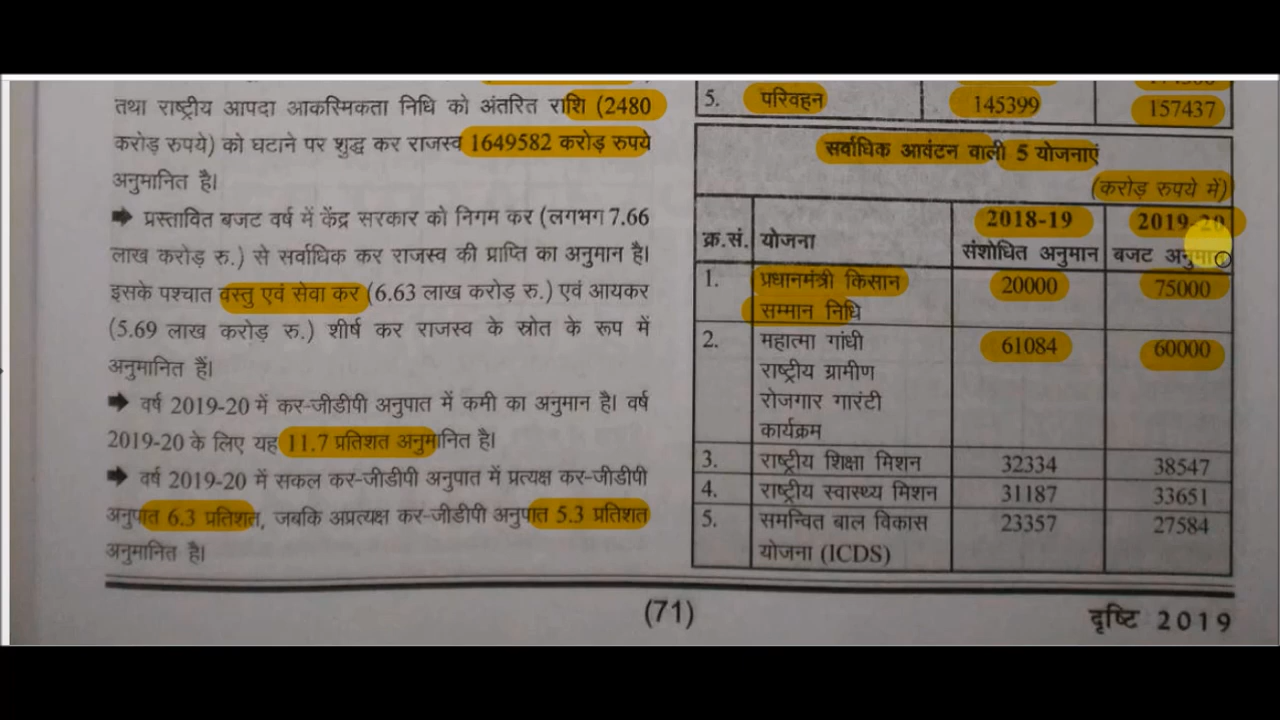 तथा राष्ट्रीय आपदा आकस्मिकता निधि को अंतरित राशि (2480
करोड़ रुपये) को घटाने पर शुद्ध कर राजस्व 1649582 करोड़ रुपये
अनुमानित है।
➡ प्रस्तावित बजट वर्ष में केंद्र सरकार को निगम कर (लगभग 7.66
लाख करोड़ रु.) से सर्वाधिक कर राजस्व की प्राप्ति का अनुमान है।
इसके पश्चात वस्तु एवं सेवा कर (6.63 लाख करोड़ रु.) एवं आयकर
(5.69 लाख करोड़ रु.) शीर्ष कर राजस्व के स्रोत के रूप में
अनुमानित हैं।
➡ वर्ष 2019-20 में कर-जीडीपी अनुपात में कमी का अनुमान है। वर्ष
2019-20 के लिए यह 11.7 प्रतिशत अनुमानित है।
➡ वर्ष 2019-20 में सकल कर-जीडीपी अनुपात में प्रत्यक्ष कर-जीडीपी
अनुपात 6.3 प्रतिशत, जबकि अप्रत्यक्ष कर-जीडीपी अनुपात 5.3 प्रतिशत
अनुमानित है।
5. परिवहन 145399 157437
सर्वाधिक आवंटन वाली 5 योजनाएं
(करोड़ रुपये में)
2018-19 2019-20
क्र.सं. योजना संशोधित अनुमान बजट अनुमान
1. प्रधानमंत्री किसान 20000 75000
सम्मान निधि
2. महात्मा गांधी 61084 60000
राष्ट्रीय ग्रामीण
रोजगार गारंटी
कार्यक्रम
3. राष्ट्रीय शिक्षा मिशन 32334 38547
4. राष्ट्रीय स्वास्थ्य मिशन 31187 33651
5. समन्वित बाल विकास 23357 27584
योजना (ICDS)
(71)
दृष्टि 2019